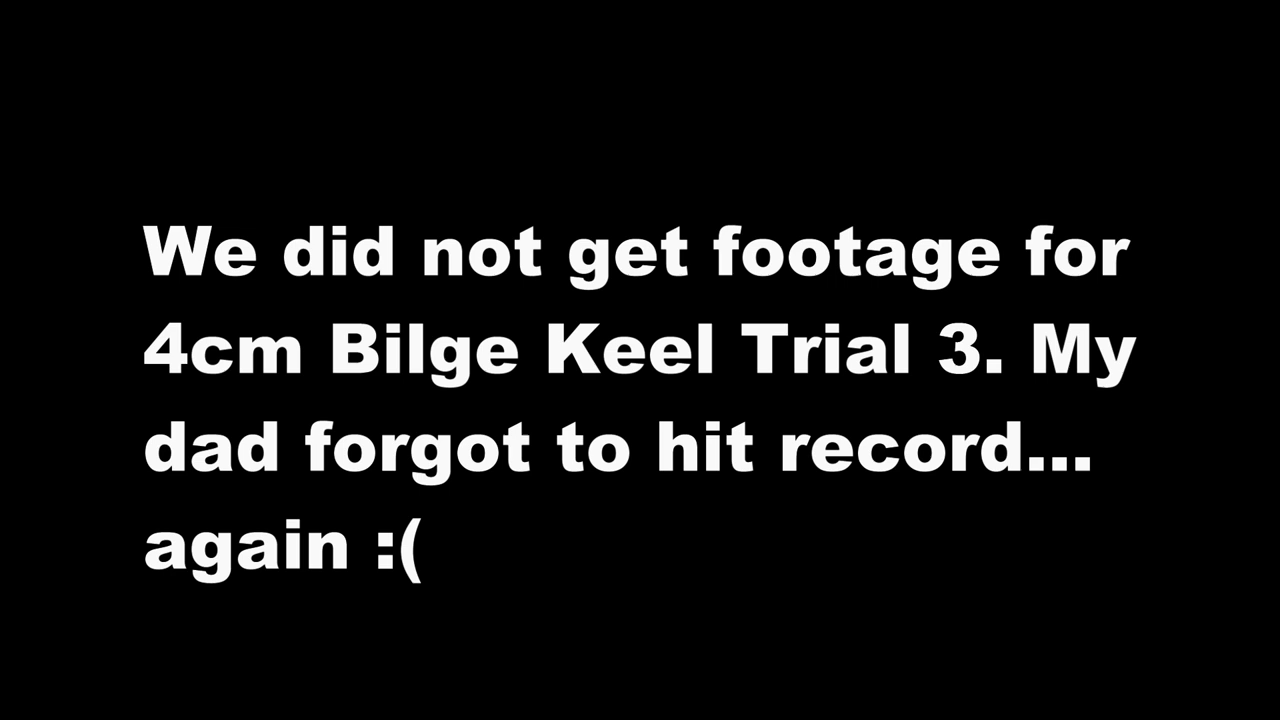 We did not get footage for
4cm Bilge Keel Trial 3. My
dad forgot to hit record...
again :(